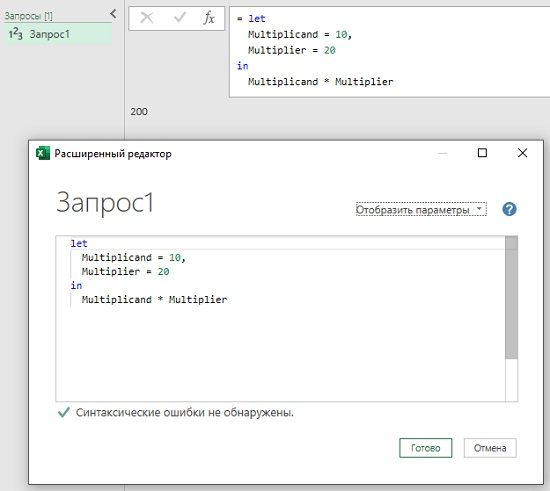 Запросы [1]
1²3 Запрос1
fx
= let
Multiplicand = 10,
Multiplier = 20
in
Multiplicand * Multiplier
200
Расширенный редактор
Запрос1
Отобразить параметры
?
let
Multiplicand = 10,
Multiplier = 20
in
Multiplicand * Multiplier
Синтаксические ошибки не обнаружены.
Готово
Отмена